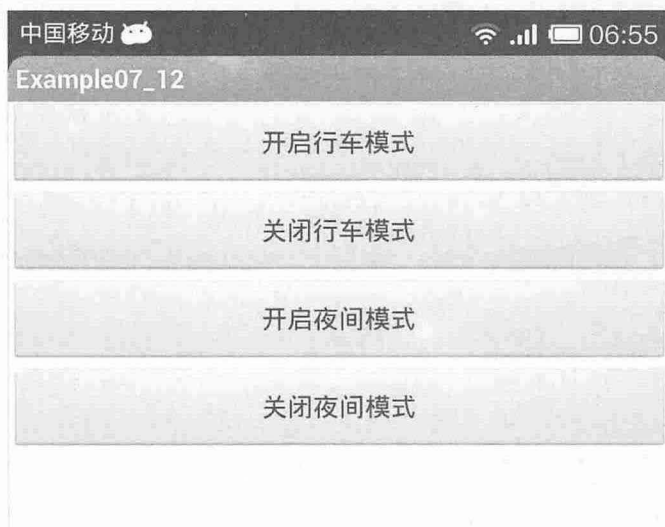 中国移动 06:55
Example07_12
开启行车模式
关闭行车模式
开启夜间模式
关闭夜间模式